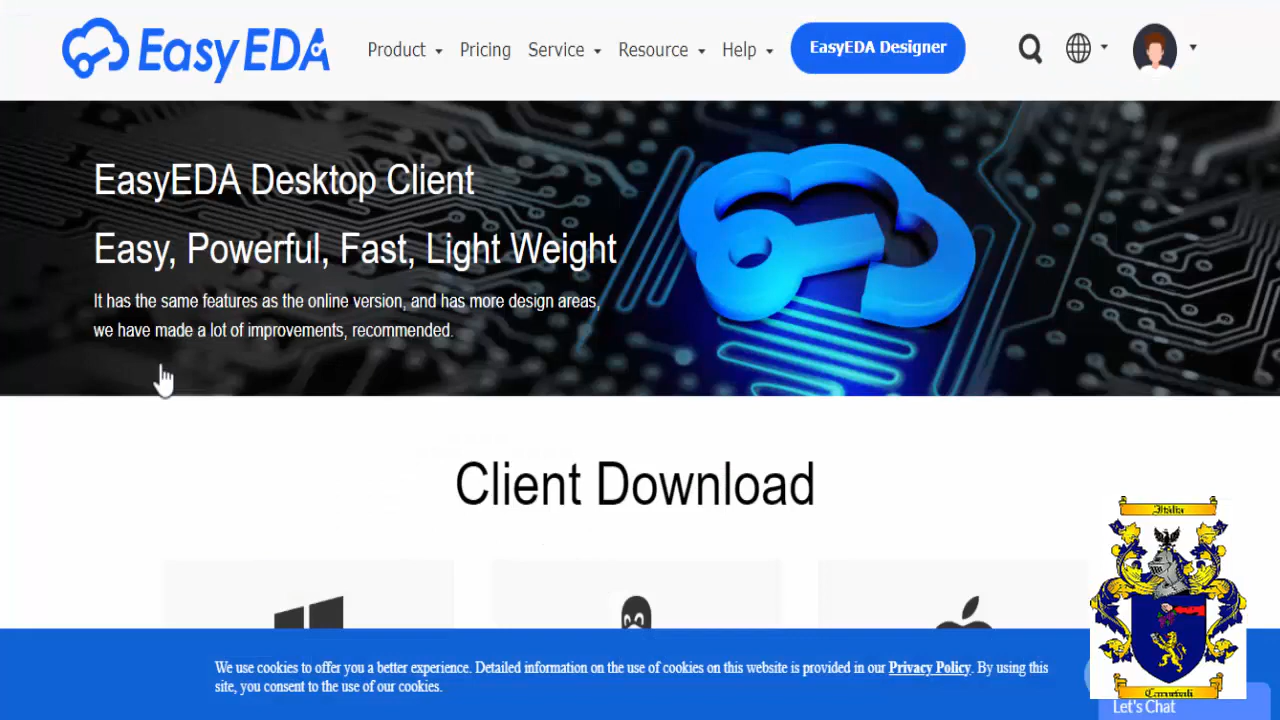 EasyEDA
Product
Pricing
Service
Resource
Help
EasyEDA Designer
EasyEDA Desktop Client
Easy, Powerful, Fast, Light Weight
It has the same features as the online version, and has more design areas,
we have made a lot of improvements, recommended.
Client Download
We use cookies to offer you a better experience. Detailed information on the use of cookies on this website is provided in our Privacy Policy. By using this
site, you consent to the use of our cookies.
Italia
Let's Chat